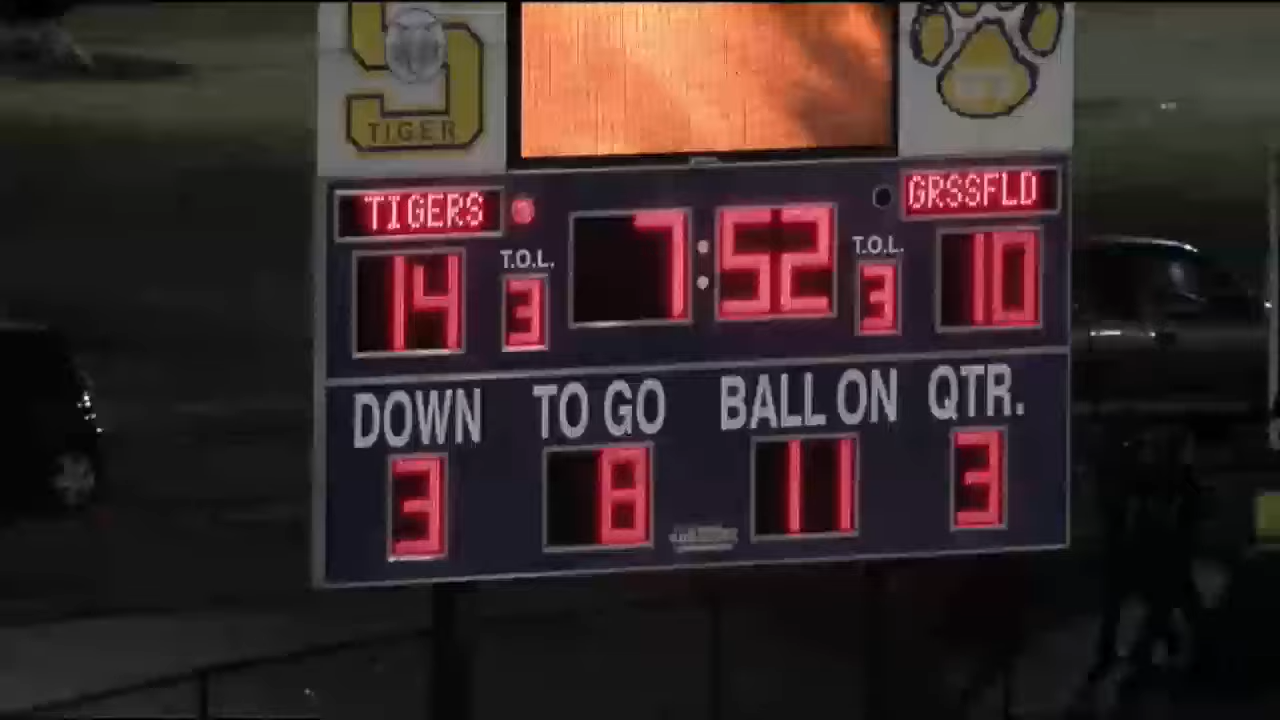 S
TIGER
TIGERS
GRSSFLD
14
T.O.L.
3
7:52
T.O.L.
3
10
DOWN
TO GO
BALL ON
QTR.
3
8
11
3